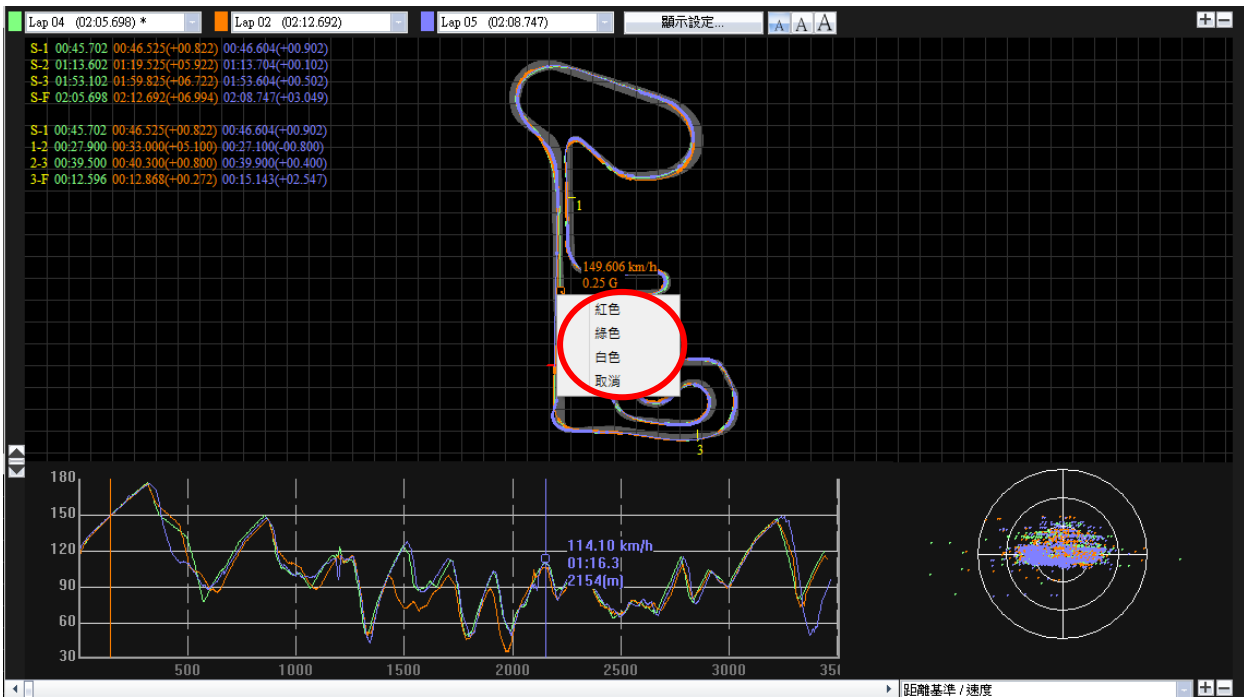 Lap 04 (02:05.698) *
Lap 02 (02:12.692)
Lap 05 (02:08.747)
顯示設定...
A A A
S-1 00:45.702 00:46.525(+00.822) 00:46.604(+00.902)
S-2 01:13.602 01:19.525(+05.922) 01:13.704(+00.102)
S-3 01:53.102 01:59.825(+06.722) 01:53.604(+00.502)
S-F 02:05.698 02:12.692(+06.994) 02:08.747(+03.049)
S-1 00:45.702 00:46.525(+00.822) 00:46.604(+00.902)
1-2 00:27.900 00:33.000(+05.100) 00:27.100(-00.800)
2-3 00:39.500 00:40.300(+00.800) 00:39.900(+00.400)
3-F 00:12.596 00:12.868(+00.272) 00:15.143(+02.547)
1
149.606 km/h
0.25 G
紅色
綠色
白色
取消
3
180
150
120
90
60
30
114.10 km/h
01:16.3
2154(m)
500 1000 1500 2000 2500 3000 350
距離基準 / 速度